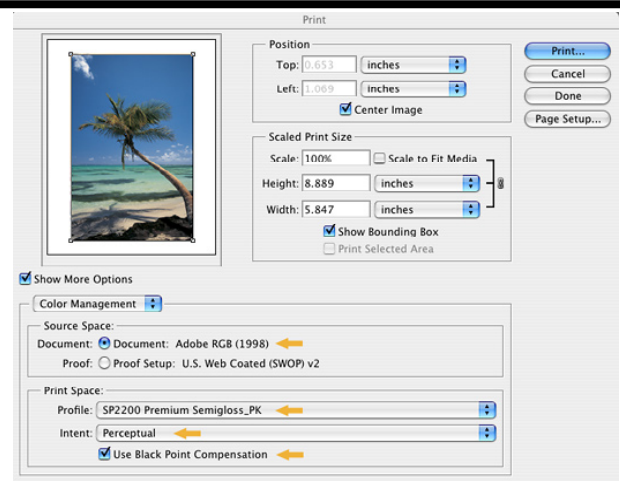 Print
Position
Top: 0.653 inches
Left: 1.069 inches
Center Image
Print...
Cancel
Done
Page Setup...
Scaled Print Size
Scale: 100% Scale to Fit Media
Height: 8.889 inches
Width: 5.847 inches
Show Bounding Box
Print Selected Area
Show More Options
Color Management
Source Space:
Document: Document: Adobe RGB (1998)
Proof: Proof Setup: U.S. Web Coated (SWOP) v2
Print Space:
Profile: SP2200 Premium Semigloss_PK
Intent: Perceptual
Use Black Point Compensation